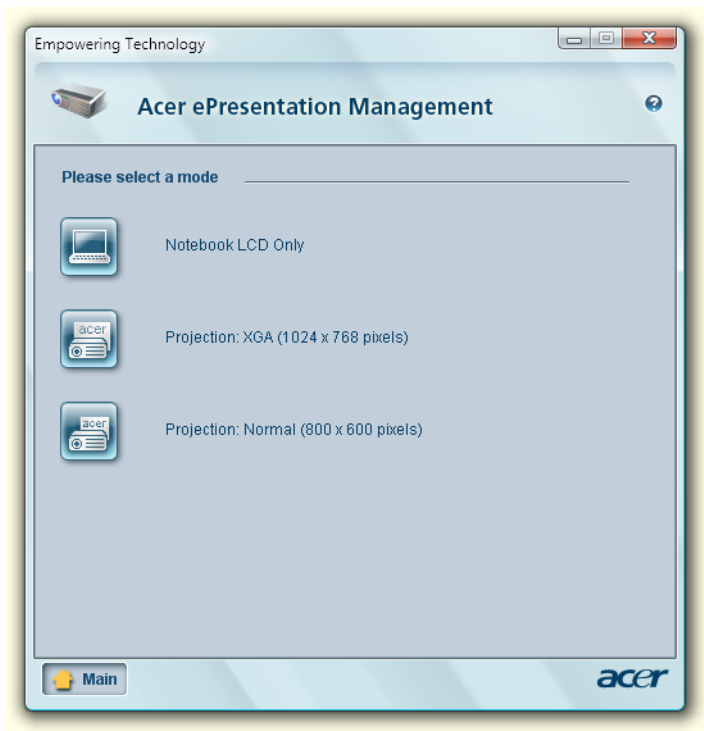 Empowering Technology
Acer ePresentation Management
?
Please select a mode
Notebook LCD Only
acer
Projection: XGA (1024 x 768 pixels)
acer
Projection: Normal (800 x 600 pixels)
Main
acer